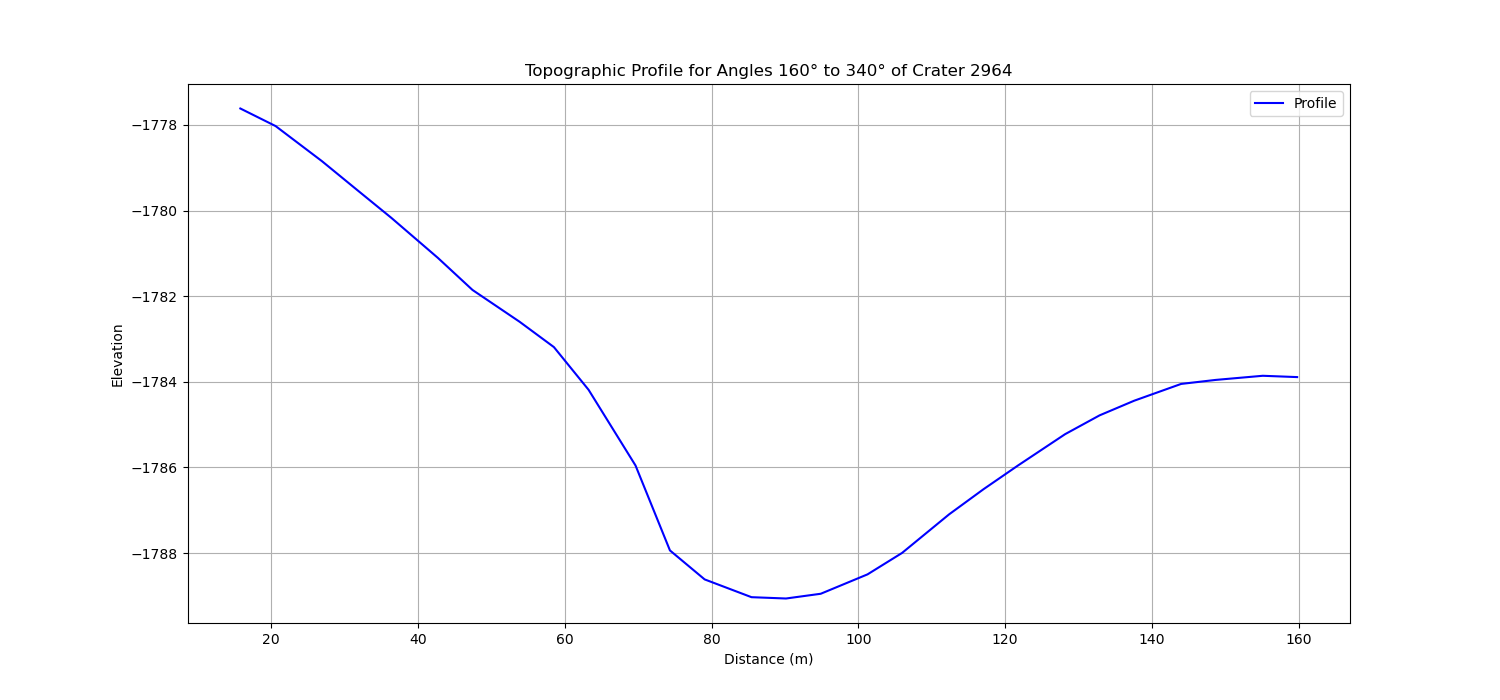 Topographic Profile for Angles 160° to 340° of Crater 2964
Profile
−1778
−1780
−1782
−1784
−1786
−1788
Elevation
20 40 60 80 100 120 140 160
Distance (m)